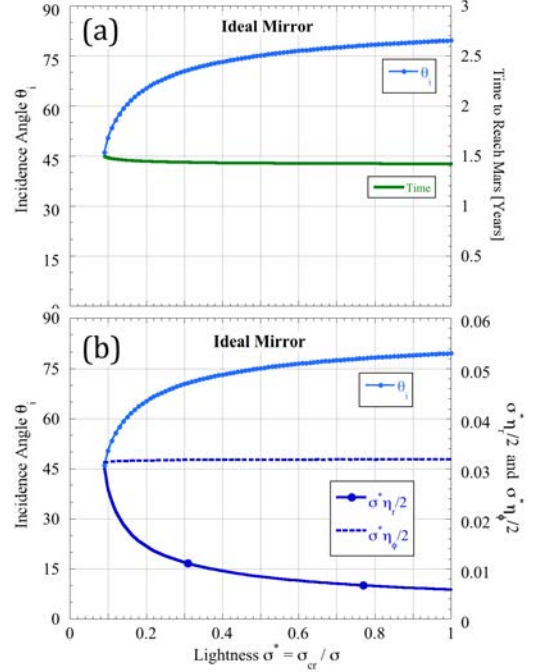 (a)
Ideal Mirror
90
75
60
45
30
15
0
Incidence Angle θi
3
2.5
2
1.5
1
0.5
Time to Reach Mars [Years]
θi
Time
(b)
Ideal Mirror
90
75
60
45
30
15
0
Incidence Angle θi
0.06
0.05
0.04
0.03
0.02
0.01
0
σ*ηr/2 and σ*ηϕ/2
θi
σ*ηr/2
σ*ηϕ/2
0
0.2
0.4
0.6
0.8
1
Lightness σ* = σcr / σ